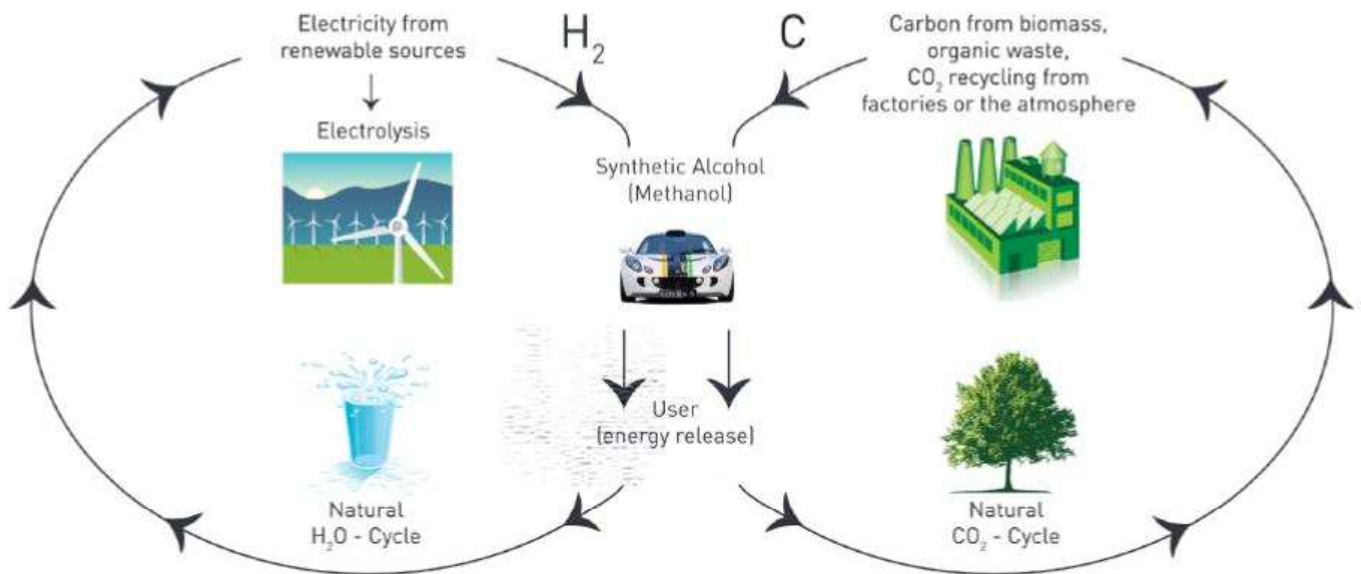 Electricity from
renewable sources
Electrolysis
H₂
C
Carbon from biomass,
organic waste,
CO₂ recycling from
factories or the atmosphere
Synthetic Alcohol
(Methanol)
User
(energy release)
Natural
H₂O - Cycle
Natural
CO₂ - Cycle